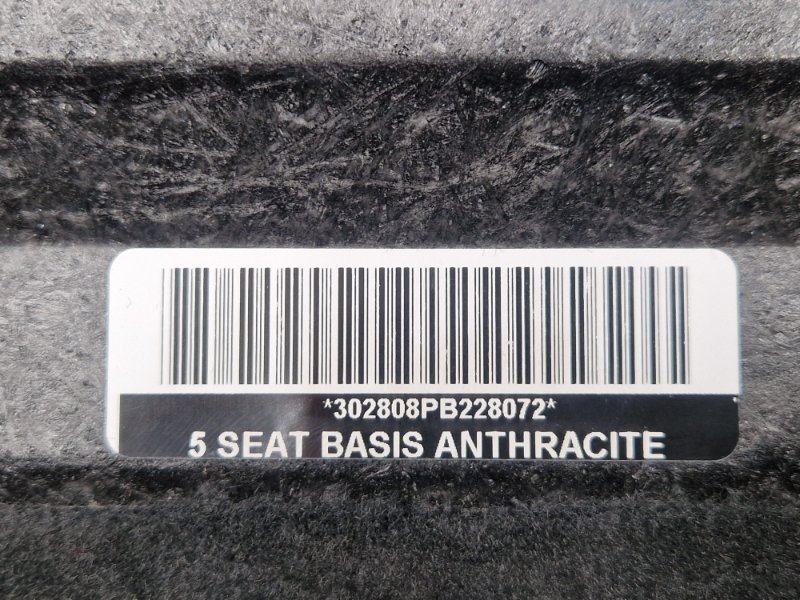 *302808PB228072*
5 SEAT BASIS ANTHRACITE